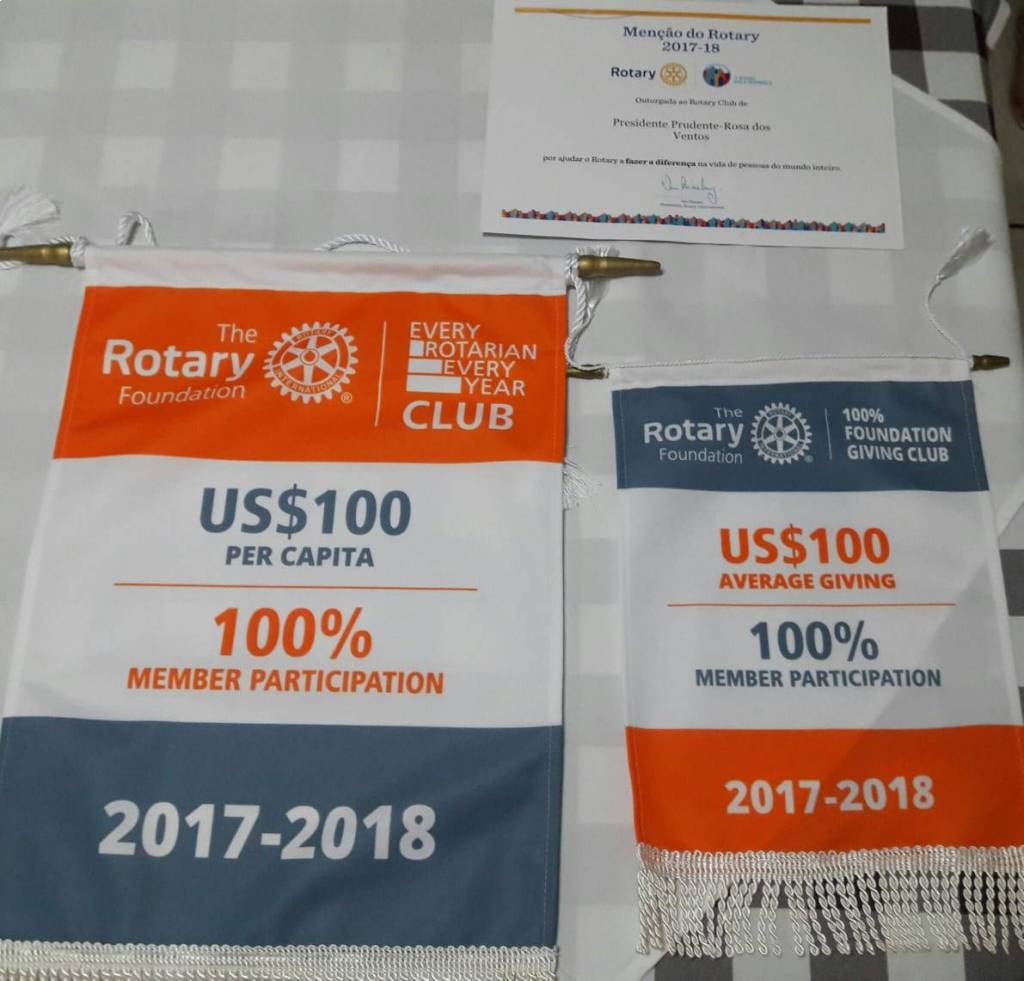 Menção do Rotary
2017-18
Rotary
Outorgada ao Rotary Club de
Presidente Prudente-Rosa dos
Ventos
por ajudar o Rotary a fazer a diferença na vida de pessoas do mundo inteiro
The
Rotary
Foundation
ROTARY
INTERNATIONAL
®
EVERY
ROTARIAN
EVERY
YEAR
CLUB
US$100
PER CAPITA
100%
MEMBER PARTICIPATION
2017-2018
The
Rotary
Foundation
100%
FOUNDATION
GIVING CLUB
US$100
AVERAGE GIVING
100%
MEMBER PARTICIPATION
2017-2018